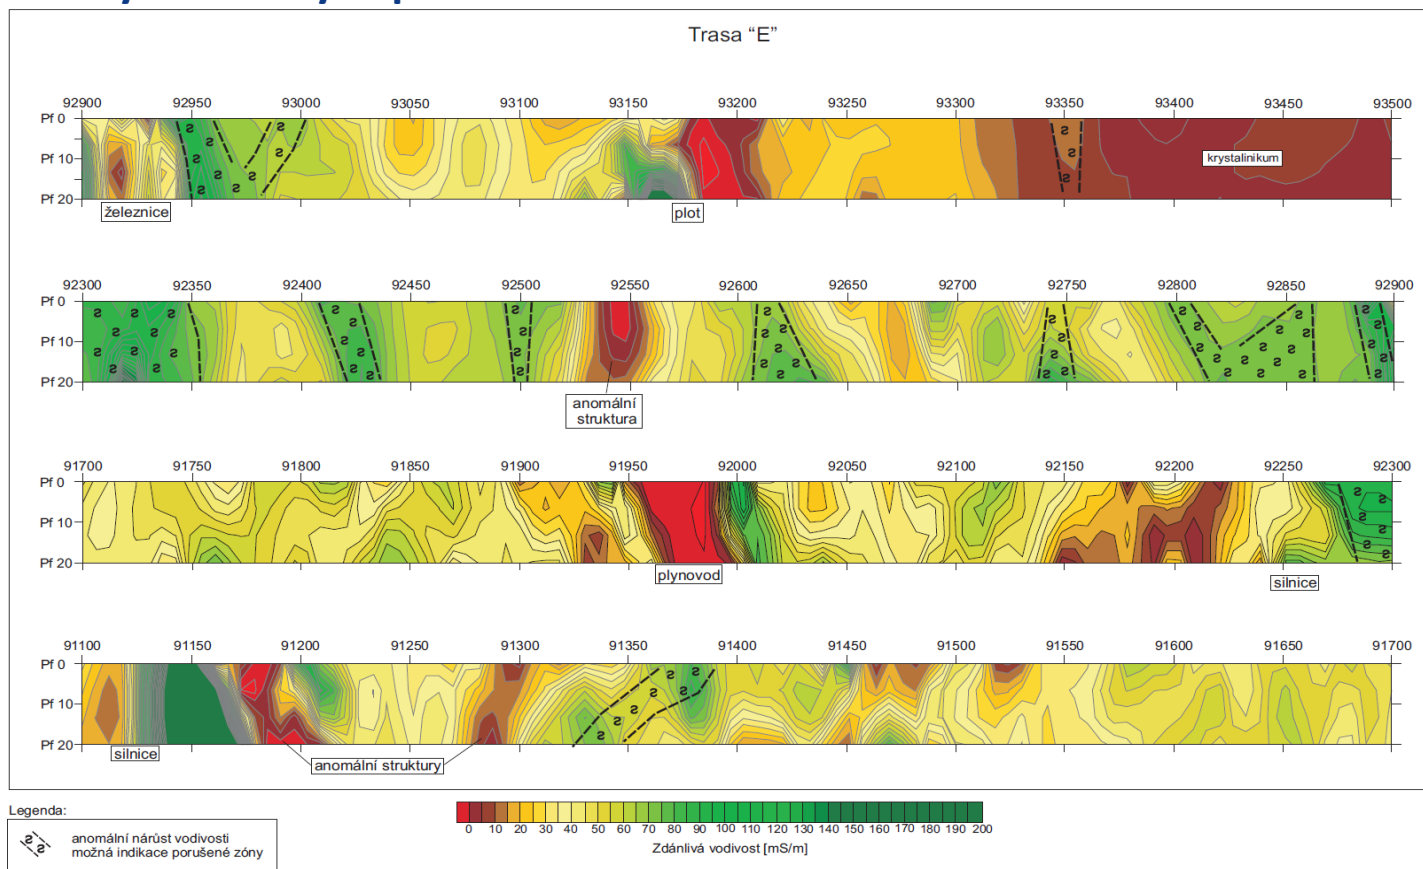 Trasa “E”
92900 92950 93000 93050 93100 93150 93200 93250 93300 93350 93400 93450 93500
Pf 0
Pf 10
Pf 20
krystalinikum
železnice
plot
92300 92350 92400 92450 92500 92550 92600 92650 92700 92750 92800 92850 92900
Pf 0
Pf 10
Pf 20
anomální
struktura
91700 91750 91800 91850 91900 91950 92000 92050 92100 92150 92200 92250 92300
Pf 0
Pf 10
Pf 20
plynovod
silnice
91100 91150 91200 91250 91300 91350 91400 91450 91500 91550 91600 91650 91700
Pf 0
Pf 10
Pf 20
silnice
anomální struktury
Legenda:
anomální nárůst vodivosti
možná indikace porušené zóny
0 10 20 30 40 50 60 70 80 90 100 110 120 130 140 150 160 170 180 190 200
Zdánlivá vodivost [mS/m]